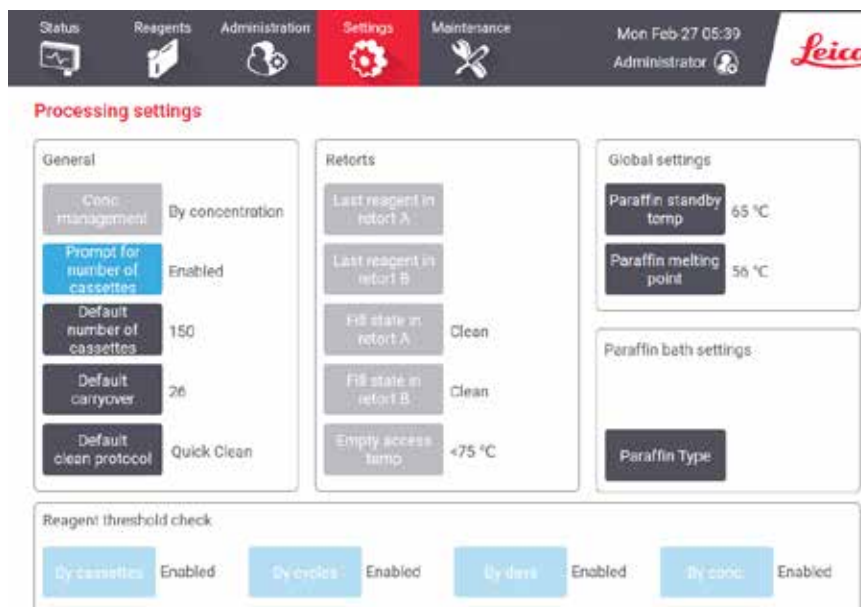 Status Reagents Administration Settings Maintenance
Mon Feb 27 05:39
Administrator
Leica
Processing settings
General
Conc
management
By concentration
Prompt for
number of
cassettes
Enabled
Default
number of
cassettes
150
Default
carryover
26
Default
clean protocol
Quick Clean
Retorts
Last reagent in
retort A
Last reagent in
retort B
Fill state in
retort A
Clean
Fill state in
retort B
Clean
Empty access
temp
<75 °C
Global settings
Paraffin standby
temp
65 °C
Paraffin melting
point
56 °C
Paraffin bath settings
Paraffin Type
Reagent threshold check
By cassettes Enabled
By cycles Enabled
By days Enabled
By conc. Enabled